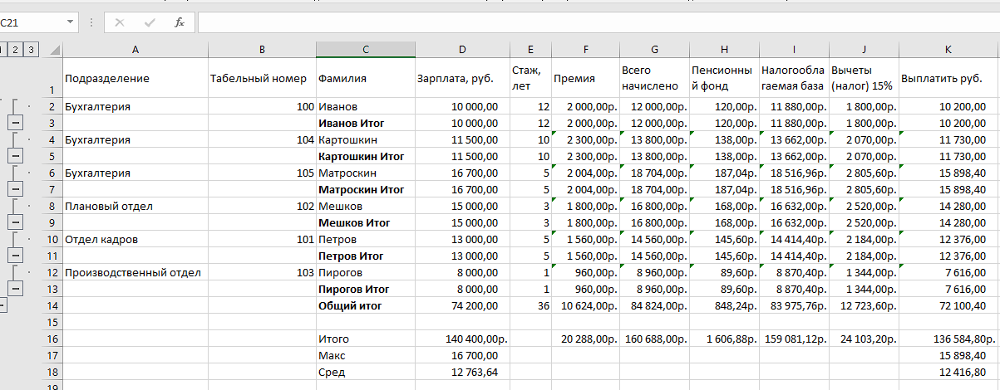 C21 fx
1 2 3
A B C D E F G H I J K
1 Подразделение Табельный номер Фамилия Зарплата, руб. Стаж, лет Премия Всего начислено Пенсионны й фонд Налогообла гаемая база Вычеты (налог) 15% Выплатить руб.
2 Бухгалтерия 100 Иванов 10 000,00 12 2 000,00р. 12 000,00р. 120,00р. 11 880,00р. 1 800,00р. 10 200,00
3 Иванов Итог 10 000,00 12 2 000,00р. 12 000,00р. 120,00р. 11 880,00р. 1 800,00р. 10 200,00
4 Бухгалтерия 104 Картошкин 11 500,00 10 2 300,00р. 13 800,00р. 138,00р. 13 662,00р. 2 070,00р. 11 730,00
5 Картошкин Итог 11 500,00 10 2 300,00р. 13 800,00р. 138,00р. 13 662,00р. 2 070,00р. 11 730,00
6 Бухгалтерия 105 Матроскин 16 700,00 5 2 004,00р. 18 704,00р. 187,04р. 18 516,96р. 2 805,60р. 15 898,40
7 Матроскин Итог 16 700,00 5 2 004,00р. 18 704,00р. 187,04р. 18 516,96р. 2 805,60р. 15 898,40
8 Плановый отдел 102 Мешков 15 000,00 3 1 800,00р. 16 800,00р. 168,00р. 16 632,00р. 2 520,00р. 14 280,00
9 Мешков Итог 15 000,00 3 1 800,00р. 16 800,00р. 168,00р. 16 632,00р. 2 520,00р. 14 280,00
10 Отдел кадров 101 Петров 13 000,00 5 1 560,00р. 14 560,00р. 145,60р. 14 414,40р. 2 184,00р. 12 376,00
11 Петров Итог 13 000,00 5 1 560,00р. 14 560,00р. 145,60р. 14 414,40р. 2 184,00р. 12 376,00
12 Производственный отдел 103 Пирогов 8 000,00 1 960,00р. 8 960,00р. 89,60р. 8 870,40р. 1 344,00р. 7 616,00
13 Пирогов Итог 8 000,00 1 960,00р. 8 960,00р. 89,60р. 8 870,40р. 1 344,00р. 7 616,00
14 Общий итог 74 200,00 36 10 624,00р. 84 824,00р. 848,24р. 83 975,76р. 12 723,60р. 72 100,40
15
16 Итого 140 400,00р. 20 288,00р. 160 688,00р. 1 606,88р. 159 081,12р. 24 103,20р. 136 584,80р.
17 Макс 16 700,00 15 898,40
18 Сред 12 763,64 12 416,80
19